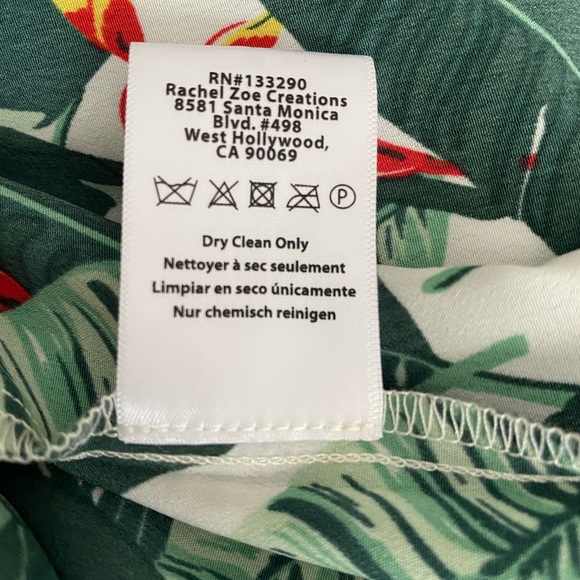 RN#133290
Rachel Zoe Creations
8581 Santa Monica
Blvd. #498
West Hollywood,
CA 90069
P
Dry Clean Only
Nettoyer à sec seulement
Limpiar en seco únicamente
Nur chemisch reinigen